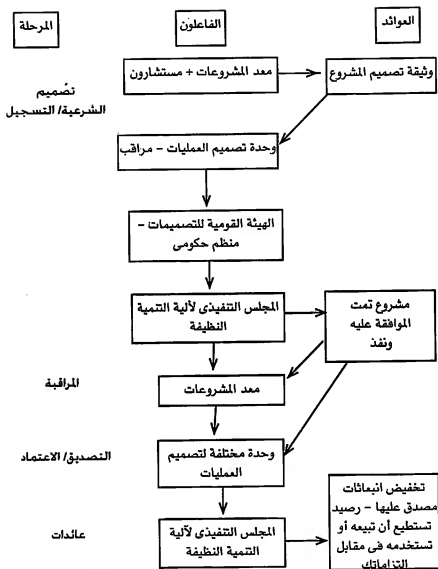 العوائد
الفاعلون
المرحلة
وثيقة تصميم المشروع
معد المشروعات + مستشارون
تصميم
الشرعية/ التسجيل
وحدة تصميم العمليات – مراقب
الهيئة القومية للتصميمات –
منظم حكومى
مشروع تمت
الموافقة عليه
ونفذ
المجلس التنفيذى لألية التنمية
النظيفة
معد المشروعات
المراقبة
وحدة مختلفة لتصميم
العمليات
التصديق/ الاعتماد
تخفيض انبعاثات
مصدق عليها – رصيد
تستطيع أن تبيعه أو
تستخدمه فى مقابل
التزاماتك
المجلس التنفيذى لآلية
التنمية النظيفة
عائدات